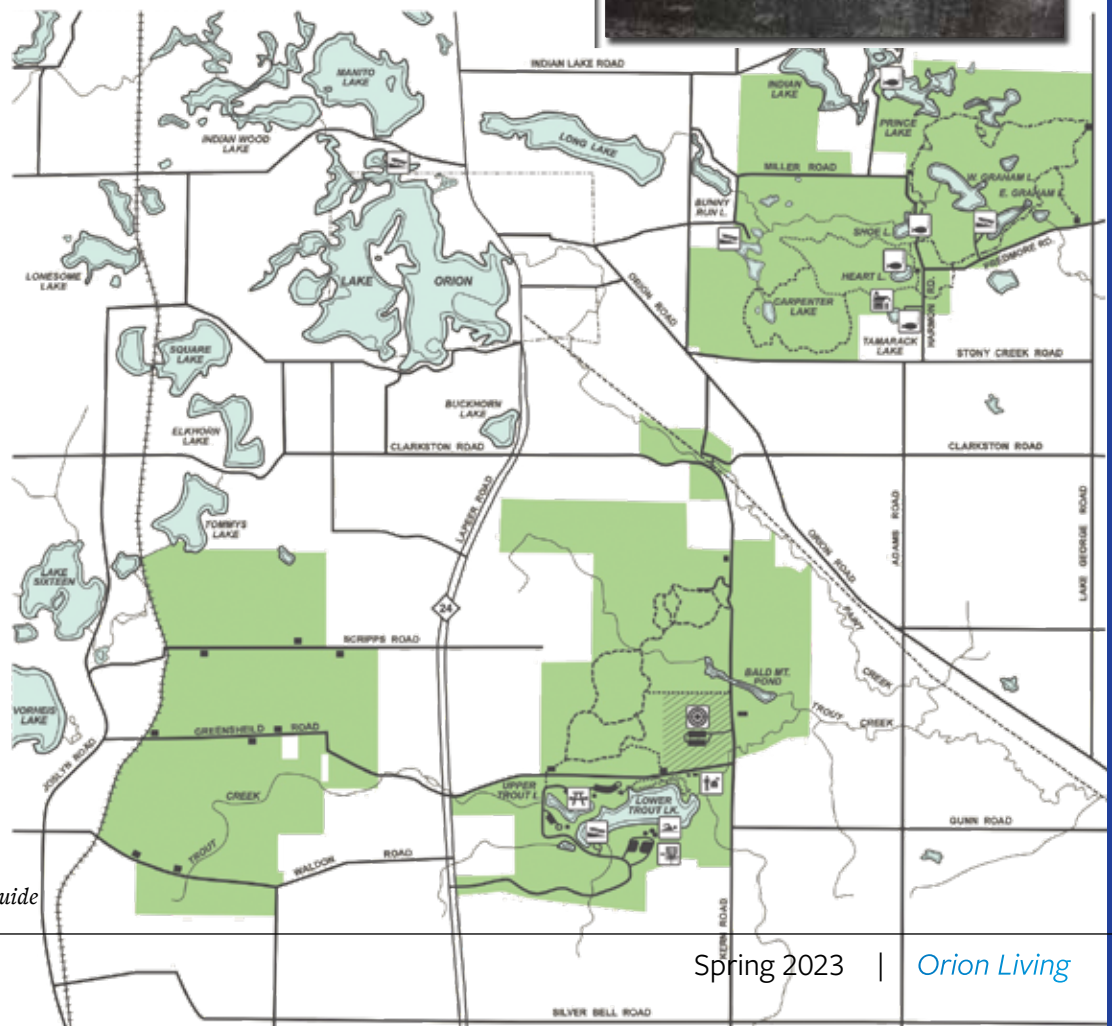 INDIAN LAKE ROAD
MANITO
LAKE
INDIAN
LAKE
INDIAN WOOD
LAKE
PRINCE
LAKE
LONG LAKE
MILLER ROAD
W. GRAHAM L.
E. GRAHAM L.
BUNNY
RUN L.
SHOE L.
PREDMORE RD.
LONESOME
LAKE
LAKE
ORION
HEART L.
ORION ROAD
CARPENTER
LAKE
HARMON RD.
TAMARACK
LAKE
STONY CREEK ROAD
SQUARE
LAKE
BUCKHORN
LAKE
ELKHORN
LAKE
CLARKSTON ROAD
CLARKSTON ROAD
LAPEER ROAD
TOMMYS
LAKE
ADAMS ROAD
LAKE GEORGE ROAD
ORION ROAD
LAKE
SIXTEEN
24
PAINT
CREEK
SCRIPPS ROAD
BALD MT.
POND
TROUT CREEK
VORHEIS
LAKE
GREENSHEILD ROAD
JOSLYN ROAD
UPPER
TROUT L.
LOWER
TROUT LK.
CREEK
TROUT
GUNN ROAD
WALDON ROAD
uide
KERN ROAD
Spring 2023 | Orion Living
SILVER BELL ROAD